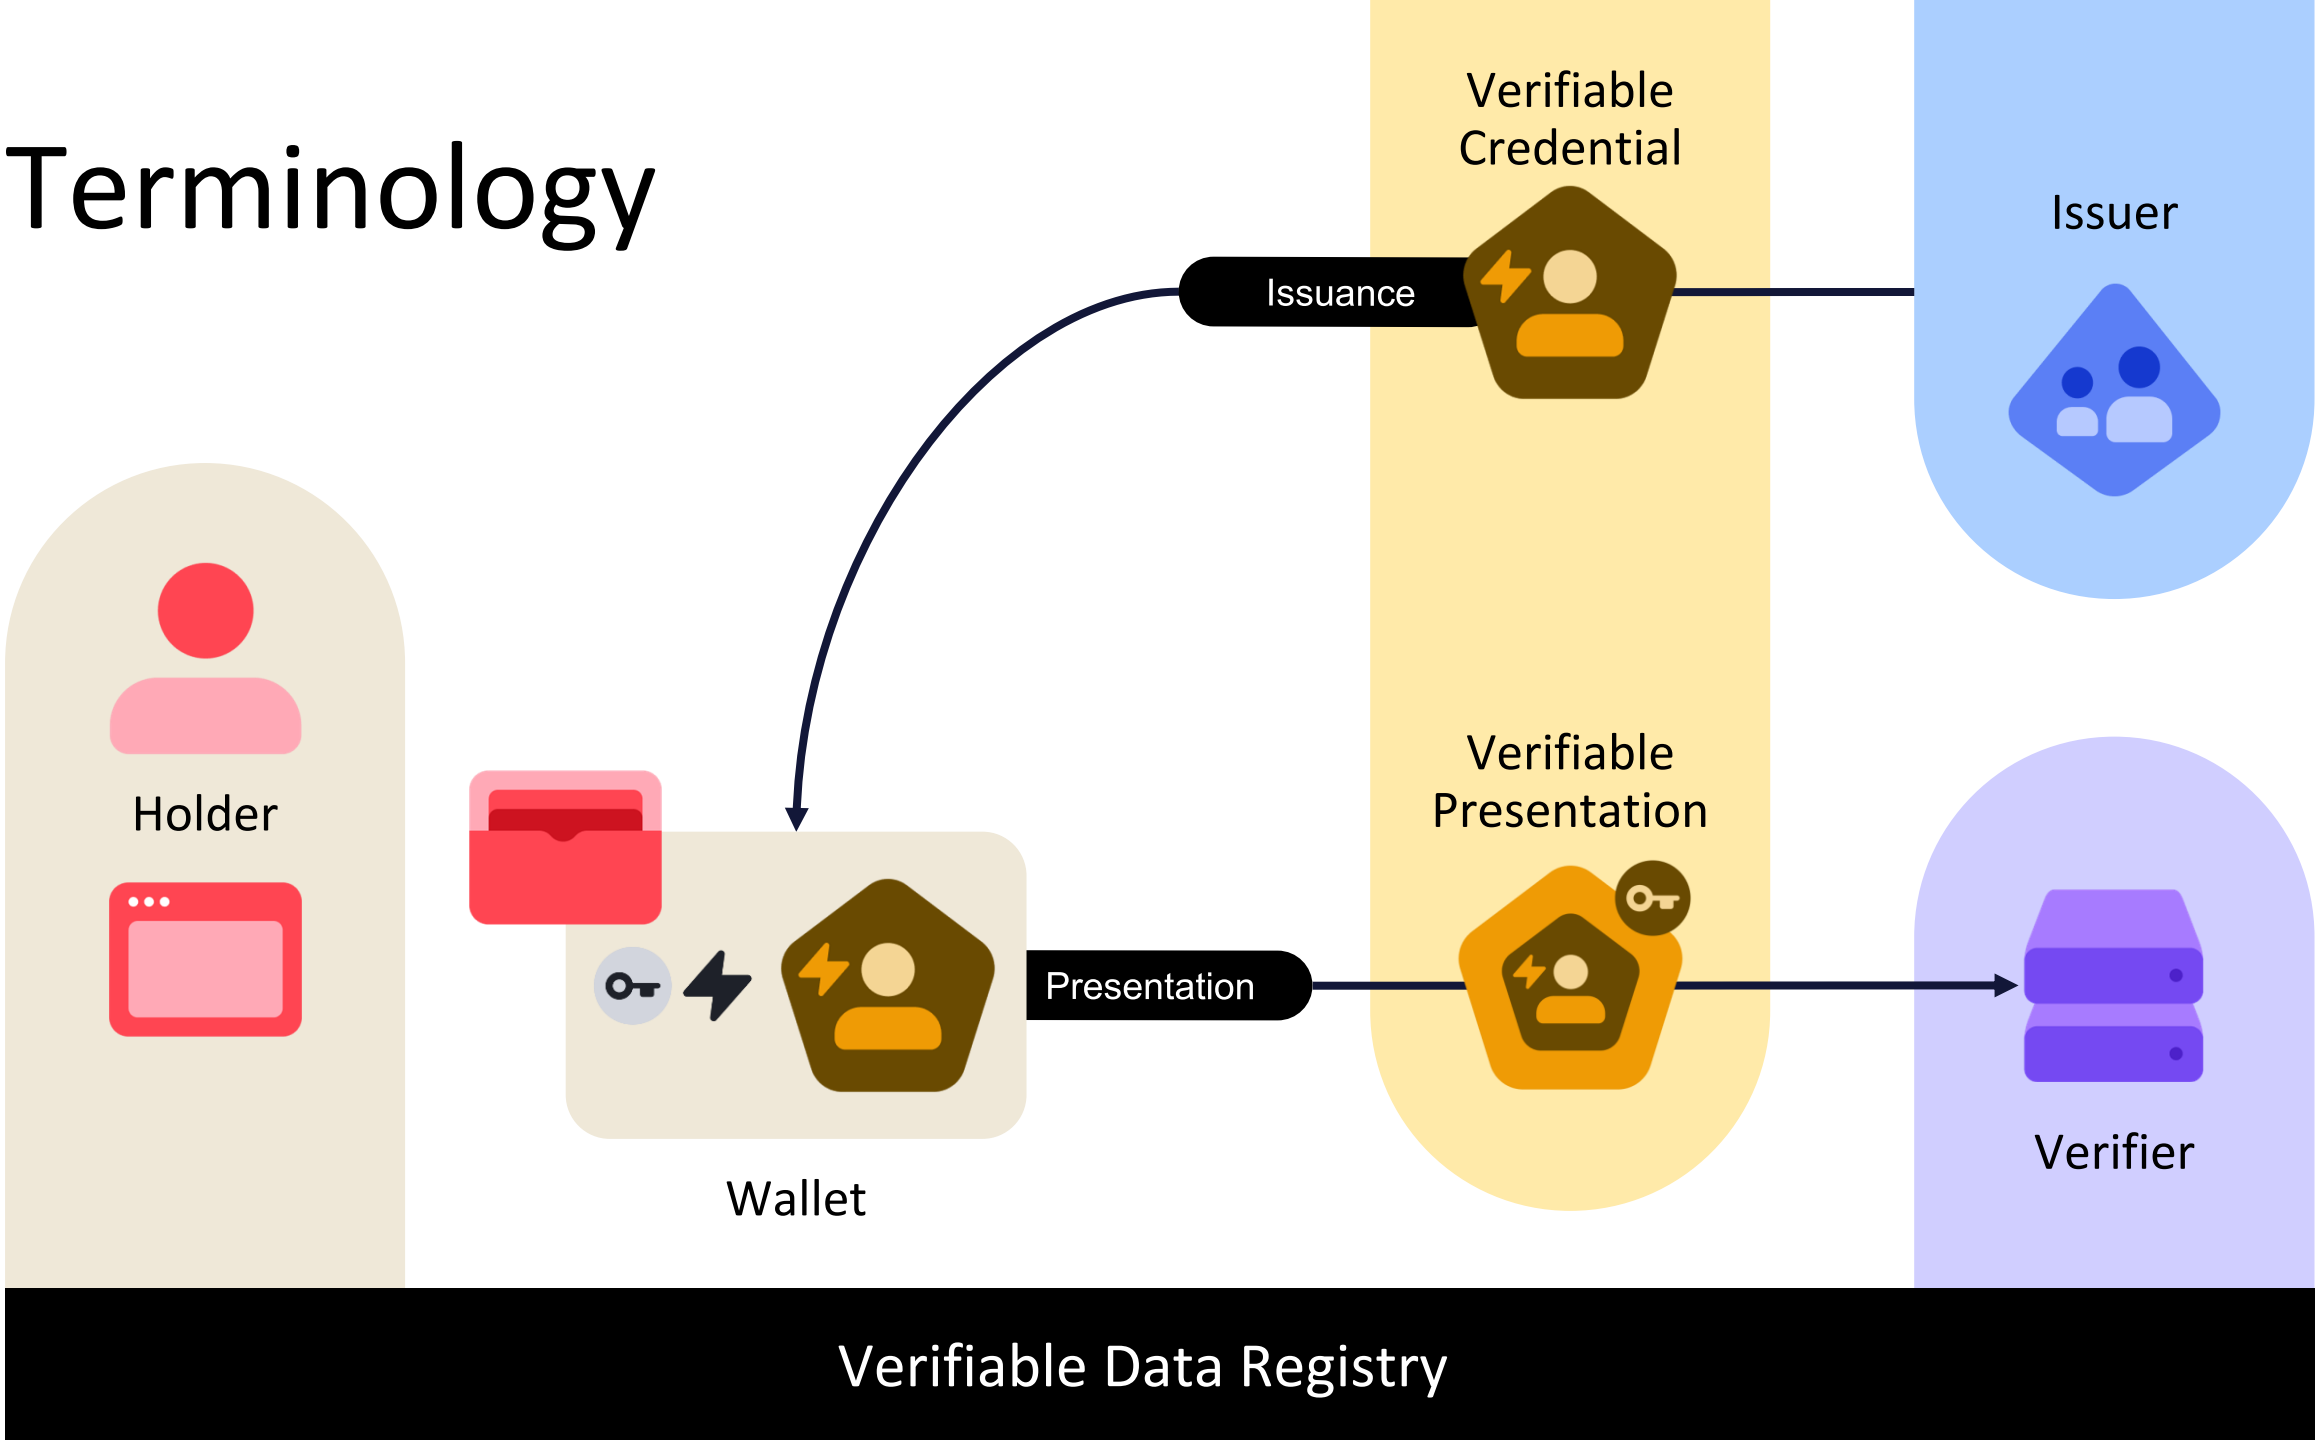 Terminology
Verifiable
Credential
Issuer
Issuance
Holder
Verifiable
Presentation
Presentation
Verifier
Wallet
Verifiable Data Registry